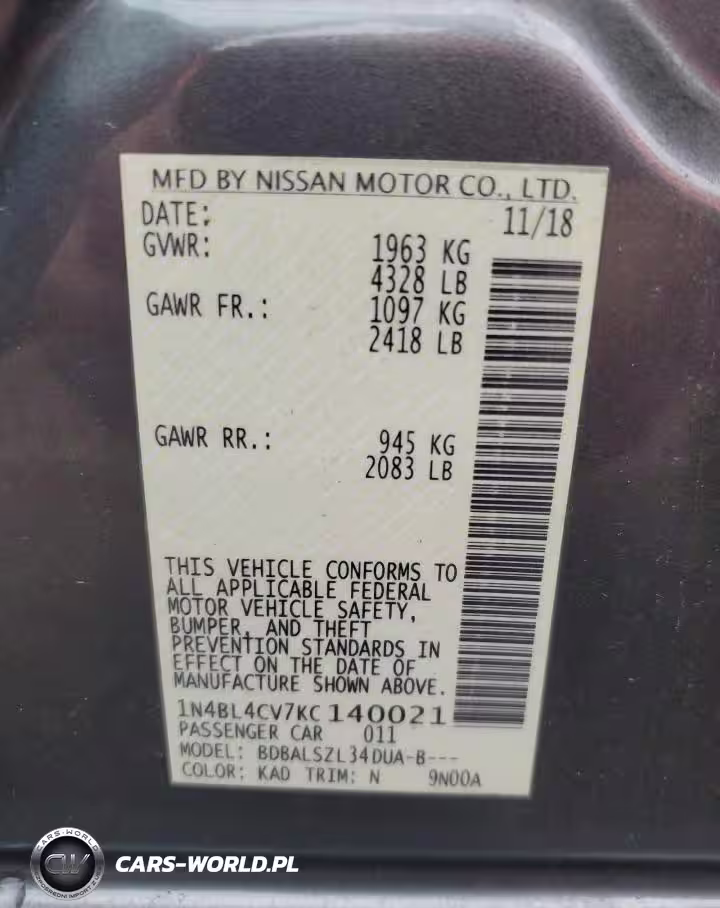 MFD BY NISSAN MOTOR CO., LTD.
DATE: 11/18
GVWR: 1963 KG
4328 LB
GAWR FR.: 1097 KG
2418 LB
GAWR RR.: 945 KG
2083 LB
THIS VEHICLE CONFORMS TO
ALL APPLICABLE FEDERAL
MOTOR VEHICLE SAFETY,
BUMPER, AND THEFT
PREVENTION STANDARDS IN
EFFECT ON THE DATE OF
MANUFACTURE SHOWN ABOVE.
1N4BL4CV7KC140021
PASSENGER CAR 011
MODEL: BDBALSZL34DUA-B---
COLOR: KAD TRIM: N 9N00A
CARS-WORLD
CW
CARS-WORLD.PL